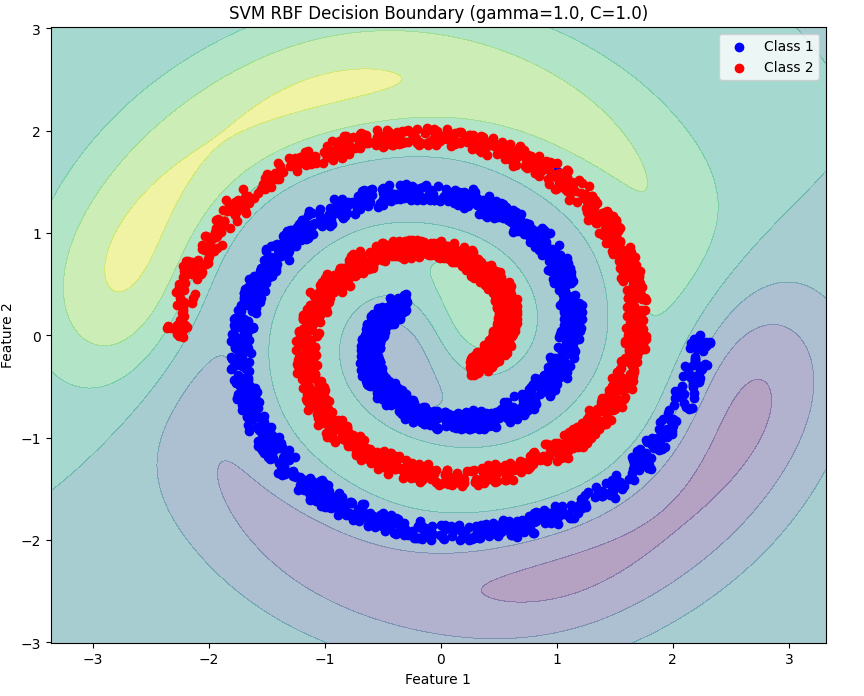 SVM RBF Decision Boundary (gamma=1.0, C=1.0)
Class 1
Class 2
Feature 2
3
2
1
0
−1
−2
−3
−3 −2 −1 0 1 2 3
Feature 1